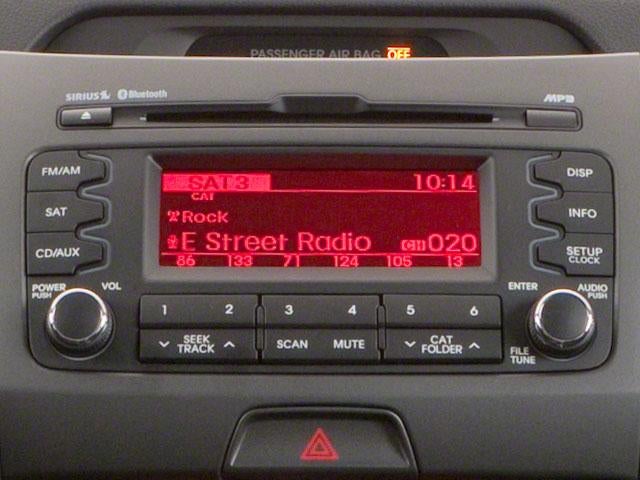 PASSENGER AIR BAG OFF
SIRIUS Bluetooth
MP3
FM/AM
SAT
CD/AUX
SAT3 10:14
CAT
Rock
E Street Radio CH020
86 133 71 124 105 13
DISP
INFO
SETUP
CLOCK
POWER
PUSH
VOL
1 2 3 4 5 6
SEEK
TRACK
SCAN MUTE
CAT
FOLDER
ENTER
AUDIO
PUSH
FILE
TUNE